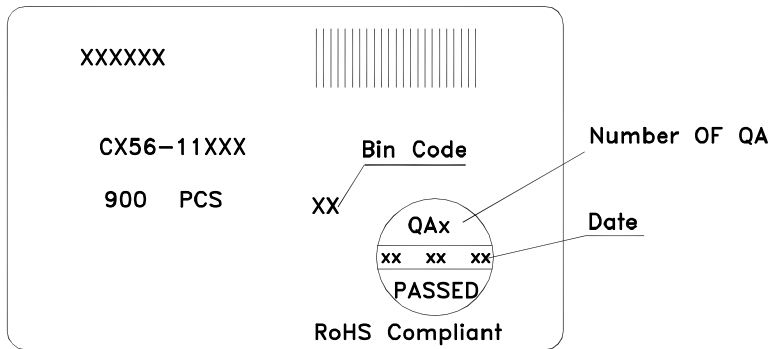 XXXXXX
CX56-11XXX
Bin Code
Number OF QA
900 PCS
XX
QAx
Date
xx xx xx
PASSED
RoHS Compliant